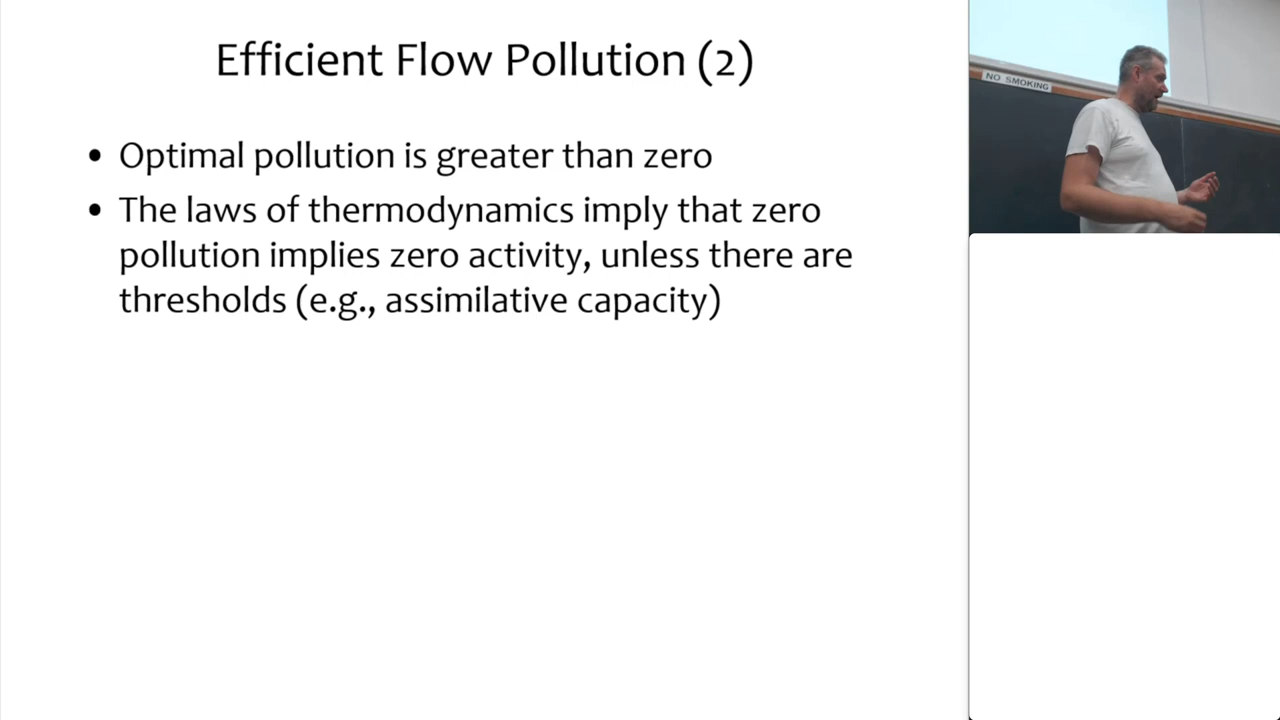 Efficient Flow Pollution (2)
• Optimal pollution is greater than zero
• The laws of thermodynamics imply that zero
pollution implies zero activity, unless there are
thresholds (e.g., assimilative capacity)
NO SMOKING